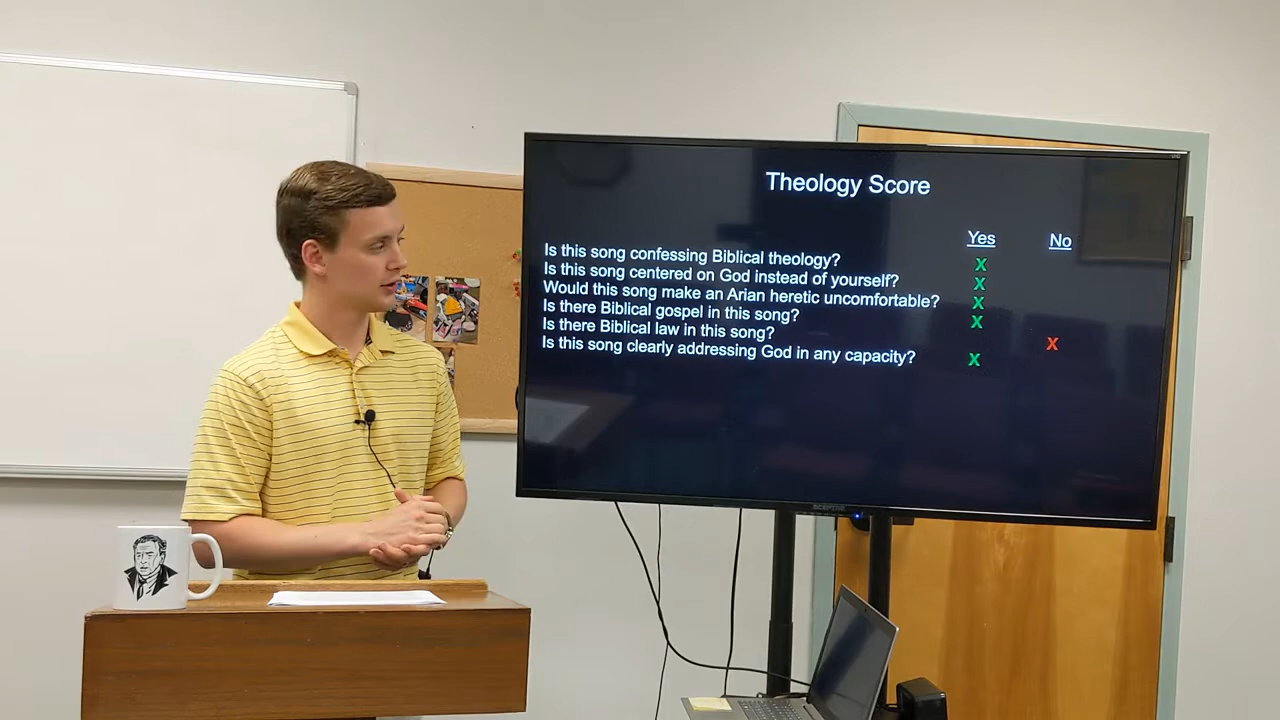 Theology Score
Yes No
Is this song confessing Biblical theology? X
Is this song centered on God instead of yourself? X
Would this song make an Arian heretic uncomfortable? X
Is there Biblical gospel in this song? X
Is there Biblical law in this song? X
Is this song clearly addressing God in any capacity? X
SCEPTRE